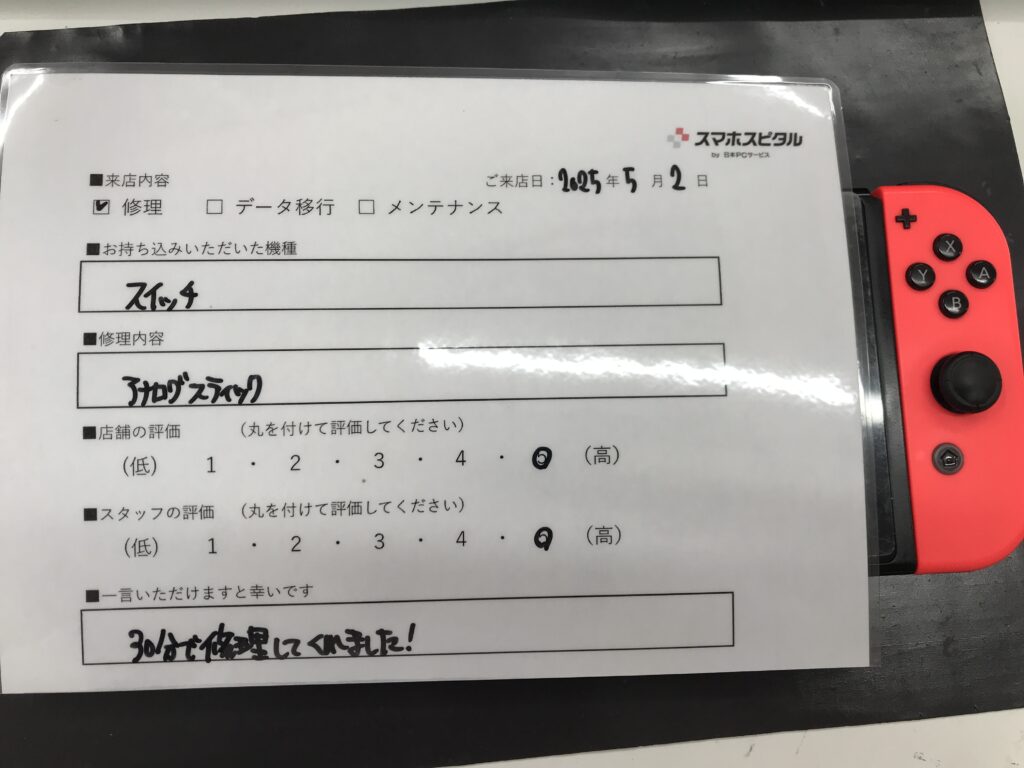 スマホスピタル
by 日本PCサービス
■来店内容
ご来店日：2025年5月2日
☑ 修理 □ データ移行 □ メンテナンス
■お持ち込みいただいた機種
スイッチ
■修理内容
アナログスティック
■店舗の評価 （丸を付けて評価してください）
（低） 1 ・ 2 ・ 3 ・ 4 ・ 5 （高）
■スタッフの評価 （丸を付けて評価してください）
（低） 1 ・ 2 ・ 3 ・ 4 ・ （高）
■一言いただけますと幸いです
30分で修理してくれました！
X
Y
A
B